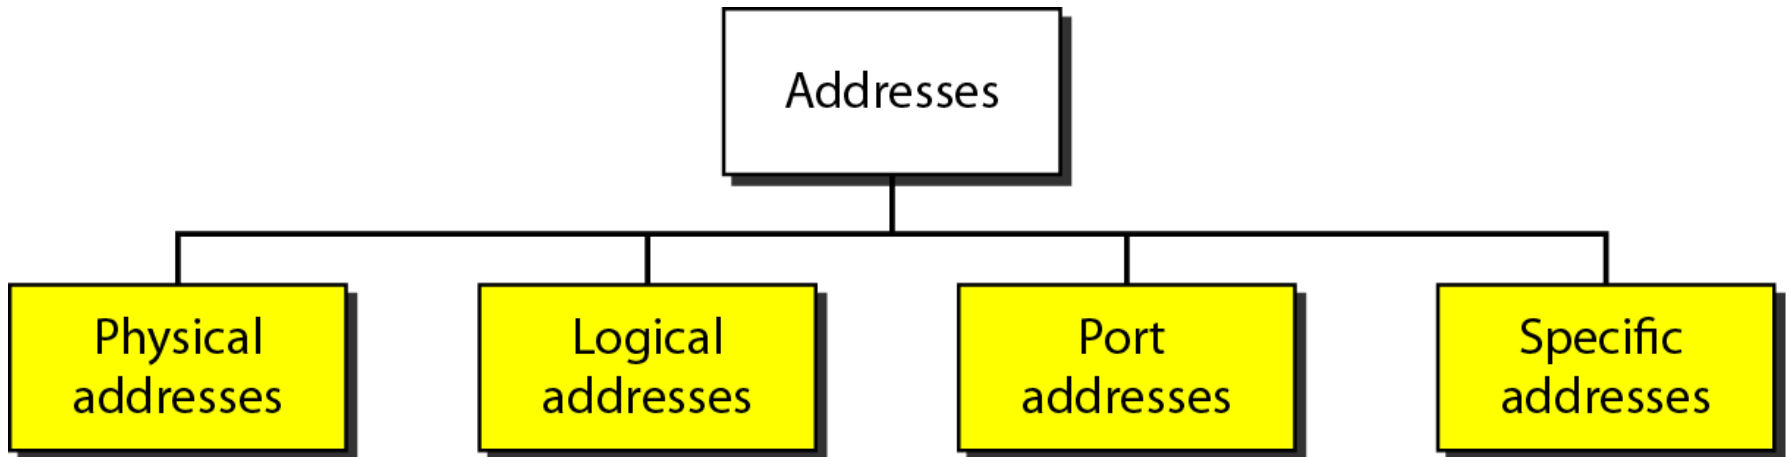 Addresses
Physical
addresses
Logical
addresses
Port
addresses
Specific
addresses